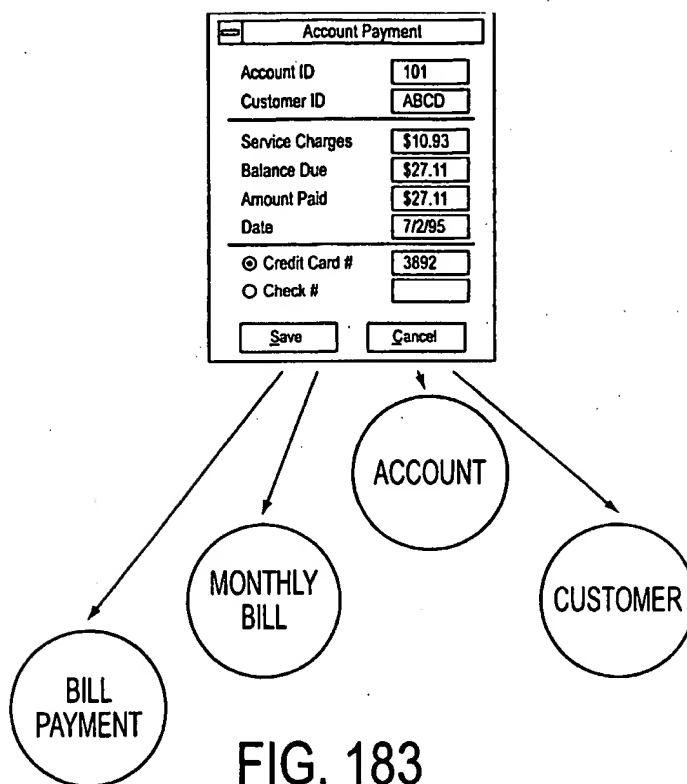 Account Payment
Account ID 101
Customer ID ABCD
Service Charges $10.93
Balance Due $27.11
Amount Paid $27.11
Date 7/2/95
Credit Card # 3892
Check #
Save Cancel
ACCOUNT
MONTHLY
BILL
CUSTOMER
BILL
PAYMENT
FIG. 183